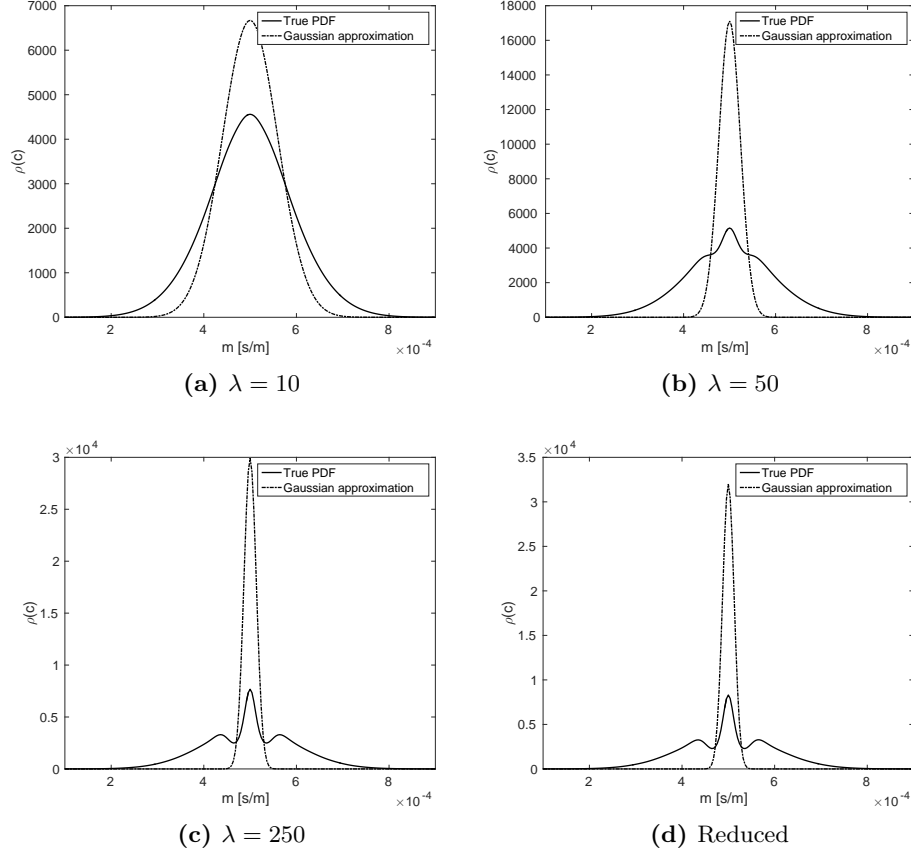 7000
6000
5000
4000
3000
2000
1000
0
ρ(c)
True PDF
Gaussian approximation
2 4 6 8
m [s/m]
×10⁻⁴
(a) λ = 10
18000
16000
14000
12000
10000
8000
6000
4000
2000
0
ρ(c)
True PDF
Gaussian approximation
2 4 6 8
m [s/m]
×10⁻⁴
(b) λ = 50
×10⁴
3
2.5
2
1.5
1
0.5
0
ρ(c)
True PDF
Gaussian approximation
2 4 6 8
m [s/m]
×10⁻⁴
(c) λ = 250
×10⁴
3.5
3
2.5
2
1.5
1
0.5
0
ρ(c)
True PDF
Gaussian approximation
2 4 6 8
m [s/m]
×10⁻⁴
(d) Reduced